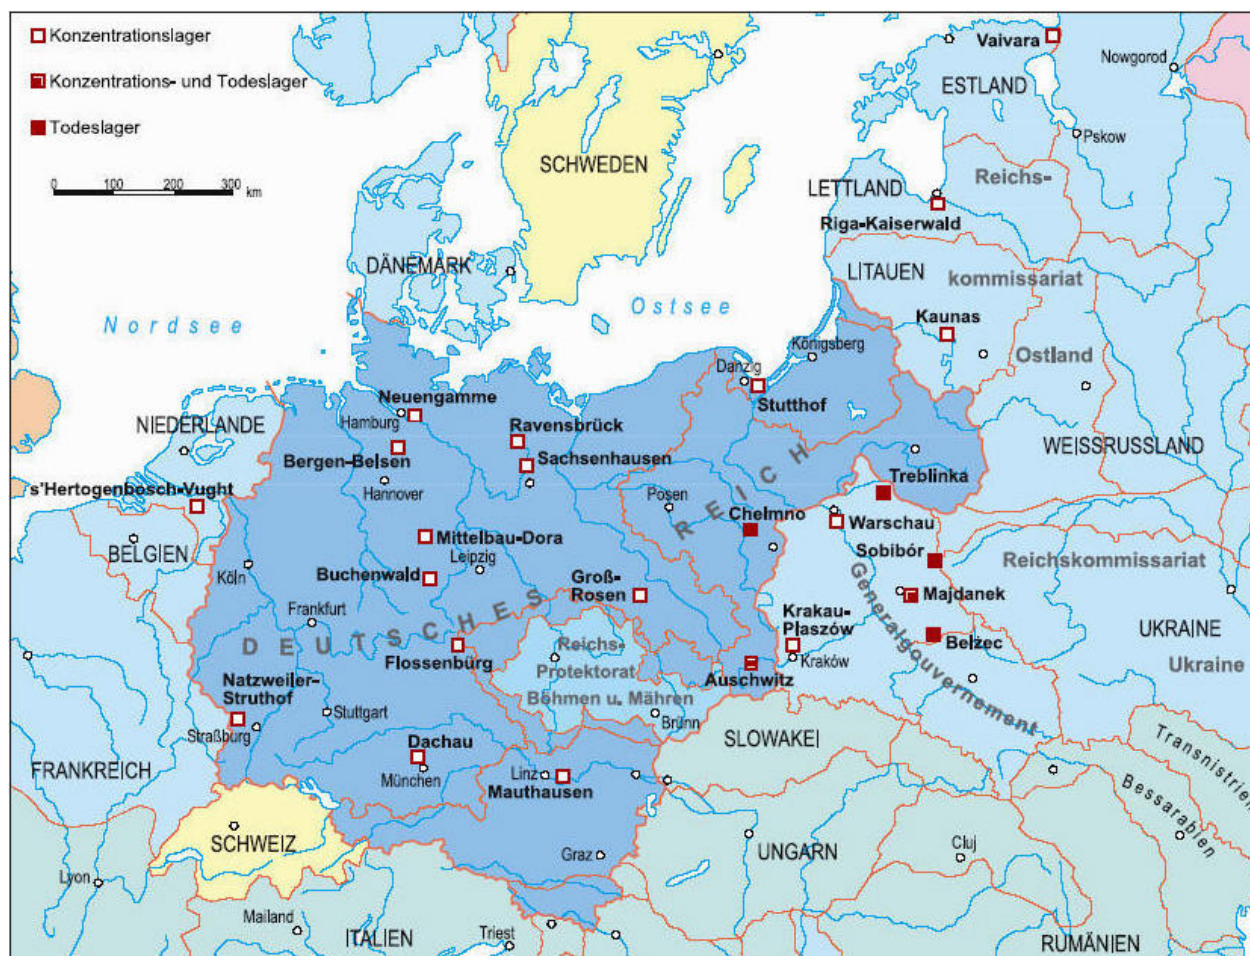 Konzentrationslager
Konzentrations- und Todeslager
Todeslager
0 100 200 300 km
Vaivara
Nowgorod
ESTLAND
Pskow
SCHWEDEN
LETTLAND
Reichs-
Riga-Kaiserwald
DÄNEMARK
LITAUEN
kommissariat
Nordsee
Ostsee
Kaunas
Königsberg
Ostland
Danzig
Stutthof
Neuengamme
Hamburg
NIEDERLANDE
Ravensbrück
Bergen-Belsen
Sachsenhausen
WEISSRUSSLAND
Treblinka
s'Hertogenbosch-Vught
Hannover
Posen
REICH
Chelmno
Warschau
BELGIEN
Mittelbau-Dora
Leipzig
Sobibór
Reichskommissariat
Köln
Buchenwald
Groß-
Rosen
Majdanek
Generalgouvernement
Frankfurt
DEUTSCHES
Krakau-
Plaszów
UKRAINE
Belzec
Flossenbürg
Reichs-
Protektorat
Böhmen u. Mähren
Kraków
Ukraine
Auschwitz
Natzweiler-
Struthof
Stuttgart
Straßburg
Brünn
SLOWAKEI
Transnistrien
Dachau
München
Linz
Mauthausen
FRANKREICH
Bessarabien
SCHWEIZ
Graz
UNGARN
Cluj
Lyon
Mailand
ITALIEN
Triest
RUMÄNIEN